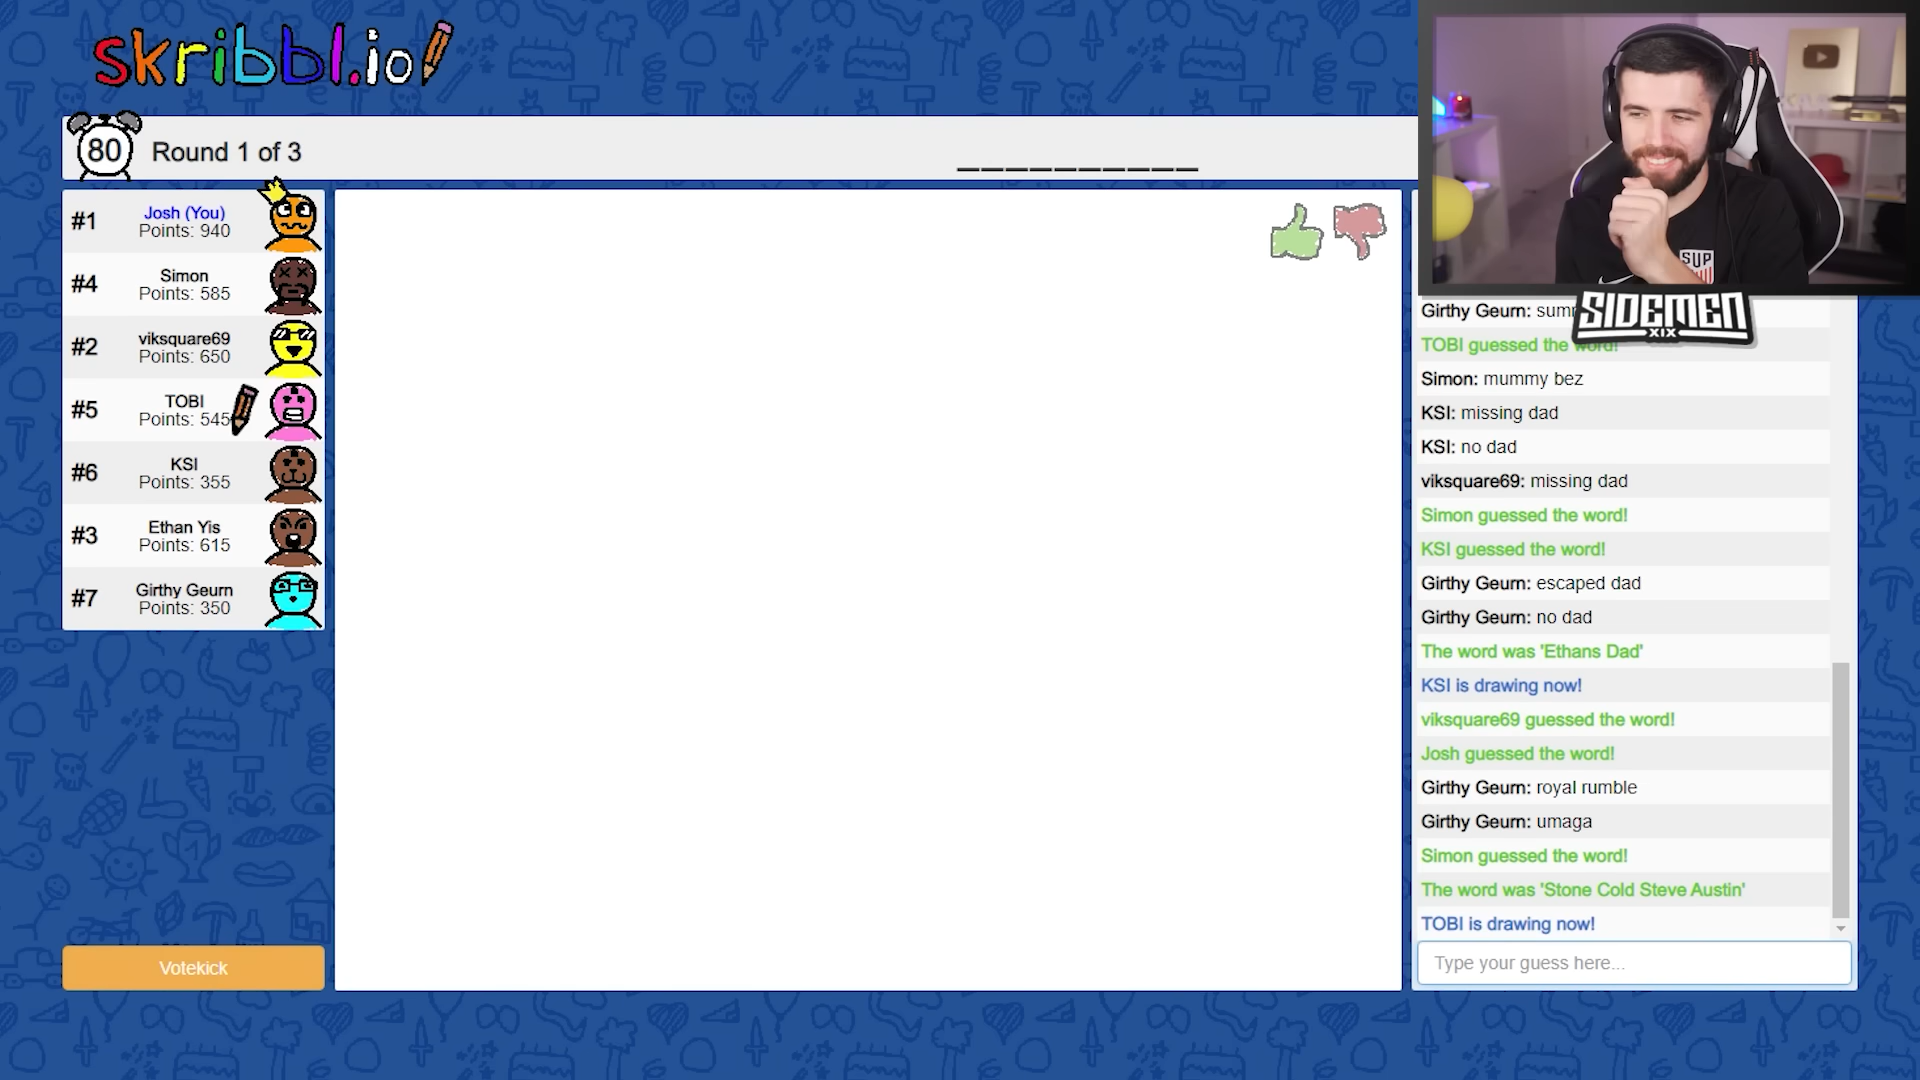 skribbl.io
80
Round 1 of 3
__________
#1
Josh (You)
Points: 940
#4
Simon
Points: 585
#2
viksquare69
Points: 650
#5
TOBI
Points: 545
#6
KSI
Points: 355
#3
Ethan Yis
Points: 615
#7
Girthy Geurn
Points: 350
Votekick
SUP
SIDEMEN
XIX
Girthy Geurn:
TOBI guessed the word!
Simon: mummy bez
KSI: missing dad
KSI: no dad
viksquare69: missing dad
Simon guessed the word!
KSI guessed the word!
Girthy Geurn: escaped dad
Girthy Geurn: no dad
The word was 'Ethans Dad'
KSI is drawing now!
viksquare69 guessed the word!
Josh guessed the word!
Girthy Geurn: royal rumble
Girthy Geurn: umaga
Simon guessed the word!
The word was 'Stone Cold Steve Austin'
TOBI is drawing now!
Type your guess here...